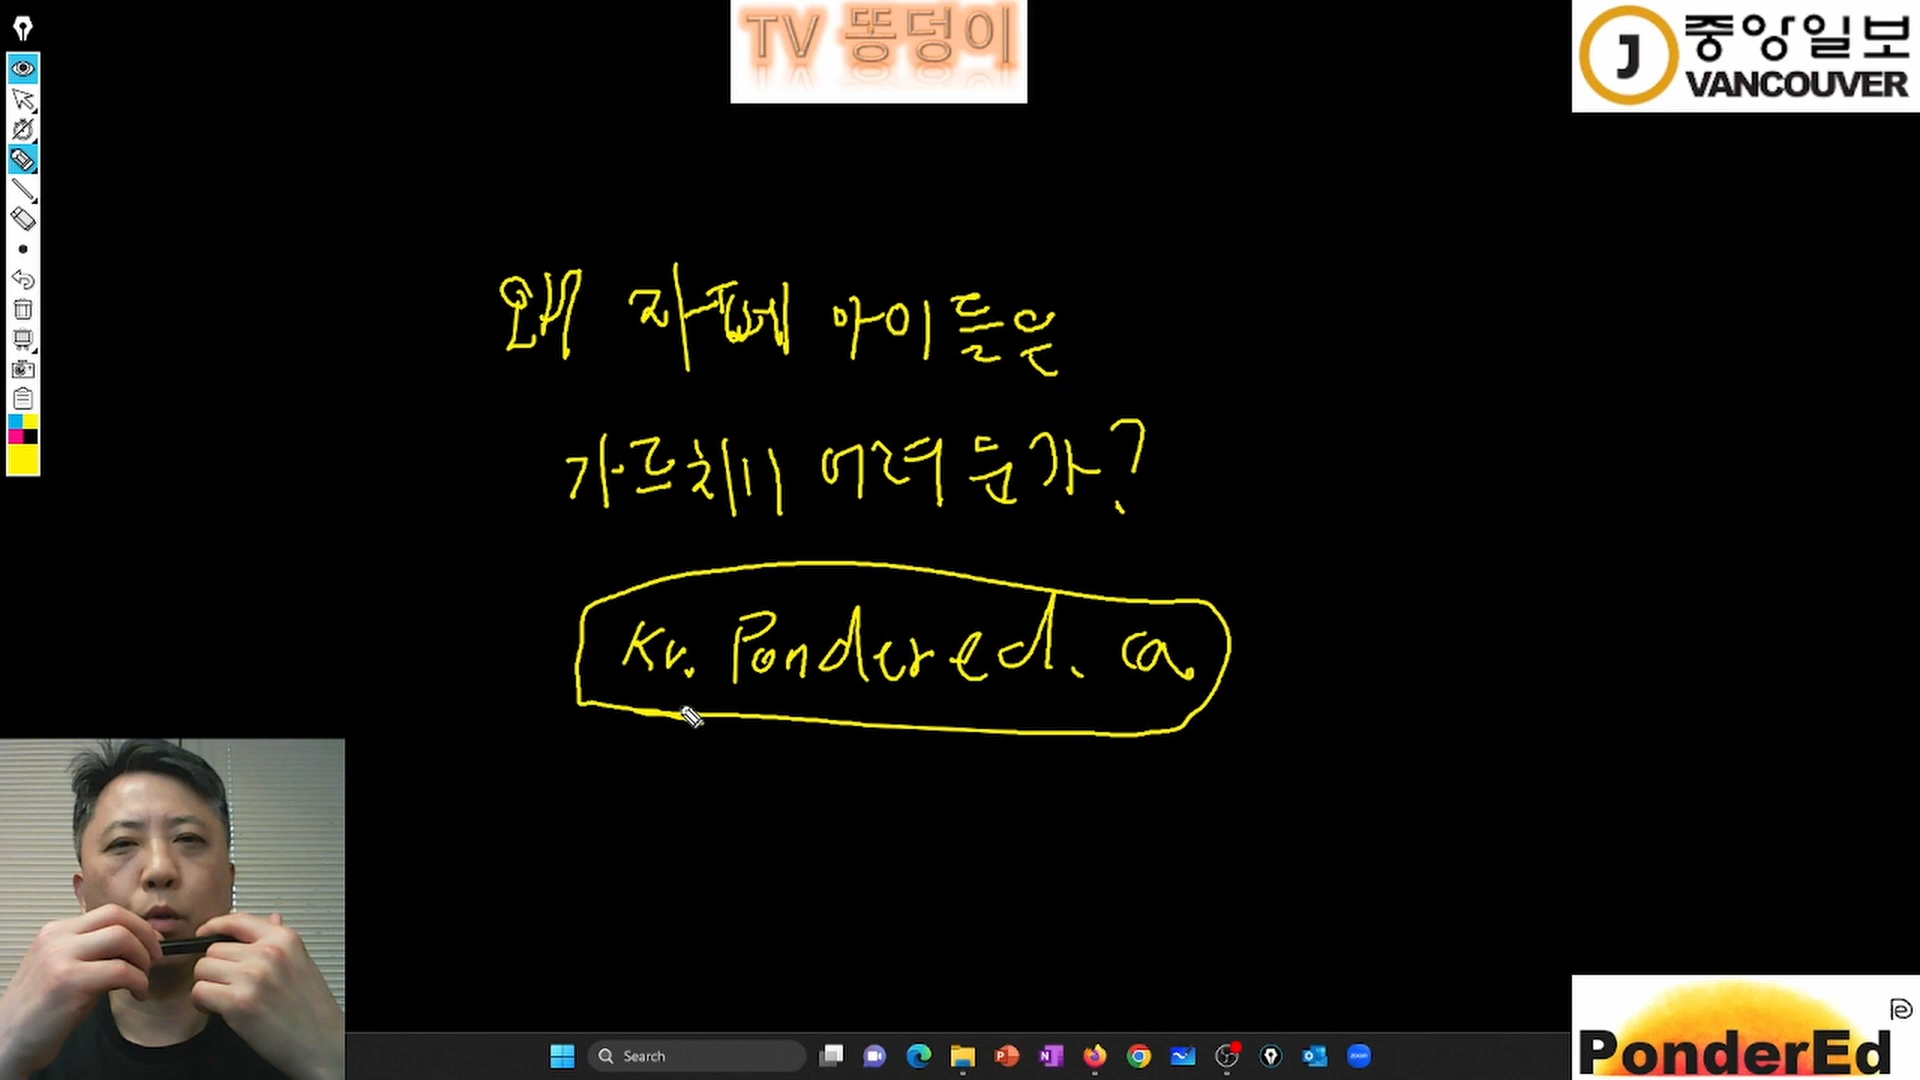 TV 똥덩이
J 중앙일보
VANCOUVER
왜 자폐 아이들은
가르치기 어려운가?
Kr. Pondered. ca.
Search
zoom
PonderEd